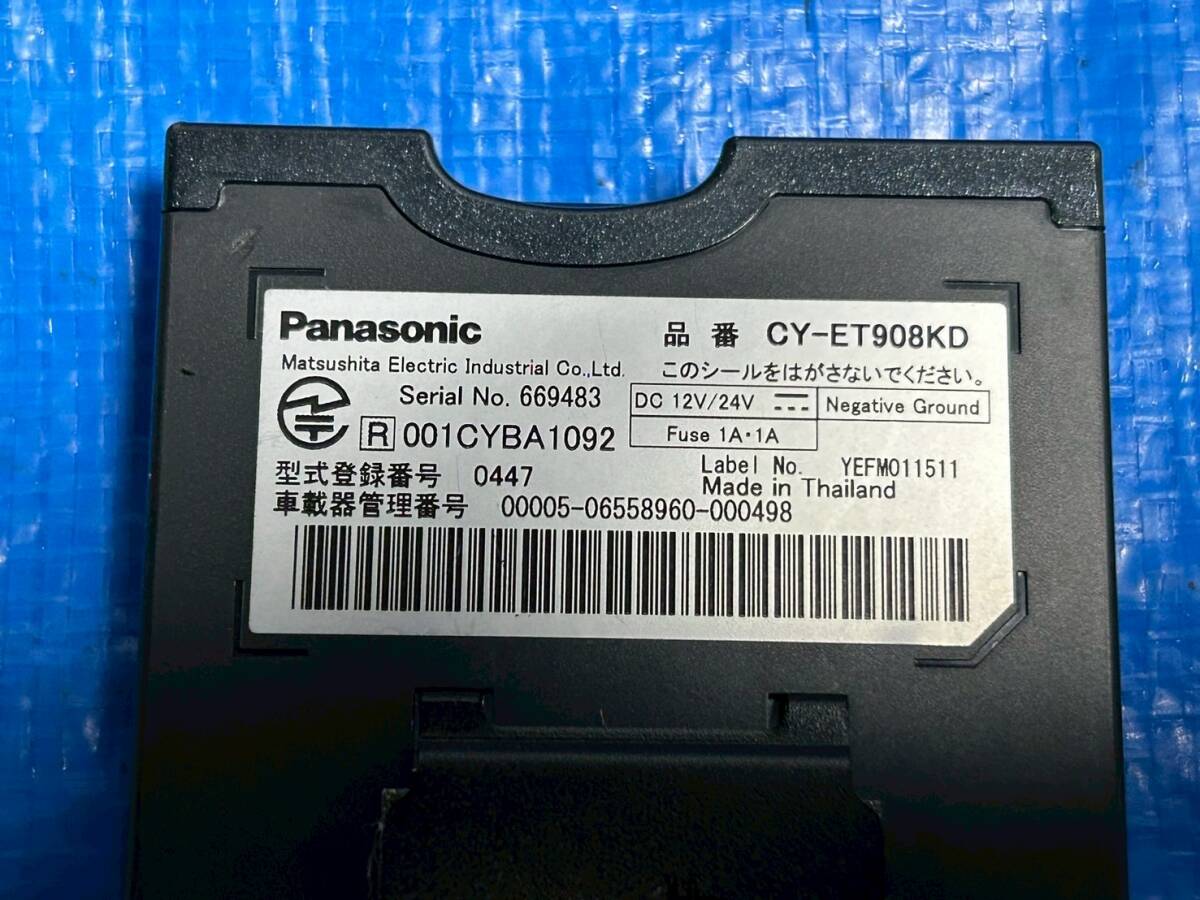 Panasonic 品番 CY-ET908KD
Matsushita Electric Industrial Co.,Ltd. このシールをはがさないでください。
Serial No. 669483 DC 12V/24V Negative Ground
R 001CYBA1092 Fuse 1A・1A
型式登録番号 0447 Label No. YEFM011511
Made in Thailand
車載器管理番号 00005-06558960-000498